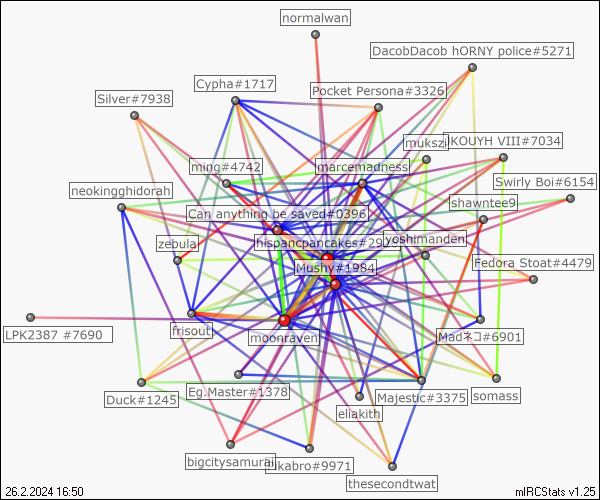 normalwan
DacobDacob hORNY police#5271
Cypha#1717
Pocket Persona#3326
Silver#7938
mukszi
IKOUYH VIII#7034
ming#4742
marcemadness
Swirly Boi#6154
neokingghidorah
shawntee9
Can anything be saved#0396
zebula
hispancpancakes#29
yoshimanden
Mushy#1984
Fedora Stoat#4479
LPK2387 #7690
frisout
moonraven
Madネコ#6901
Duck#1245
Eg.Master#1378
eliakith
Majestic#3375
somass
bigcitysamurai
ikabro#9971
thesecondtwat
26.2.2024 16:50
mIRCStats v1.25